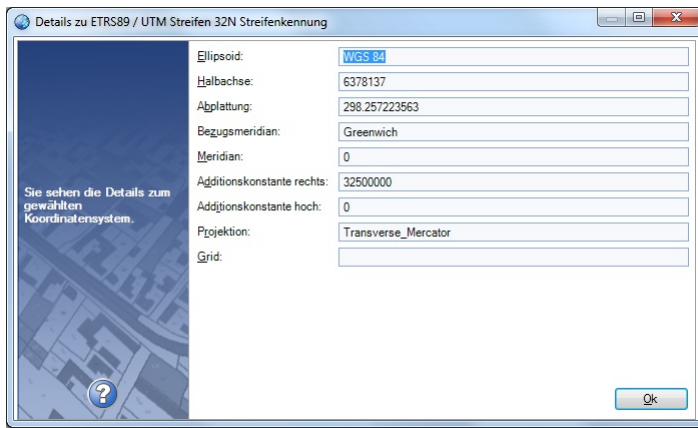 Details zu ETRS89 / UTM Streifen 32N Streifenkennung
Sie sehen die Details zum
gewählten
Koordinatensystem.
Ellipsoid: WGS 84
Halbachse: 6378137
Abplattung: 298.257223563
Bezugsmeridian: Greenwich
Meridian: 0
Additionskonstante rechts: 32500000
Additionskonstante hoch: 0
Projektion: Transverse_Mercator
Grid:
?
Ok